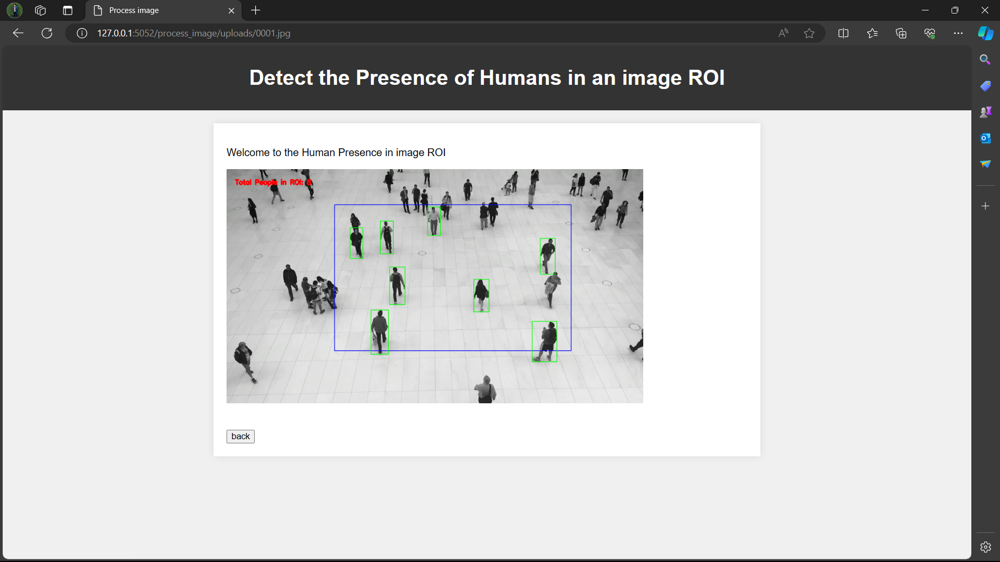 Process image
127.0.0.1:5052/process_image/uploads/0001.jpg
Detect the Presence of Humans in an image ROI
Welcome to the Human Presence in image ROI
Total People in ROI: 8
back